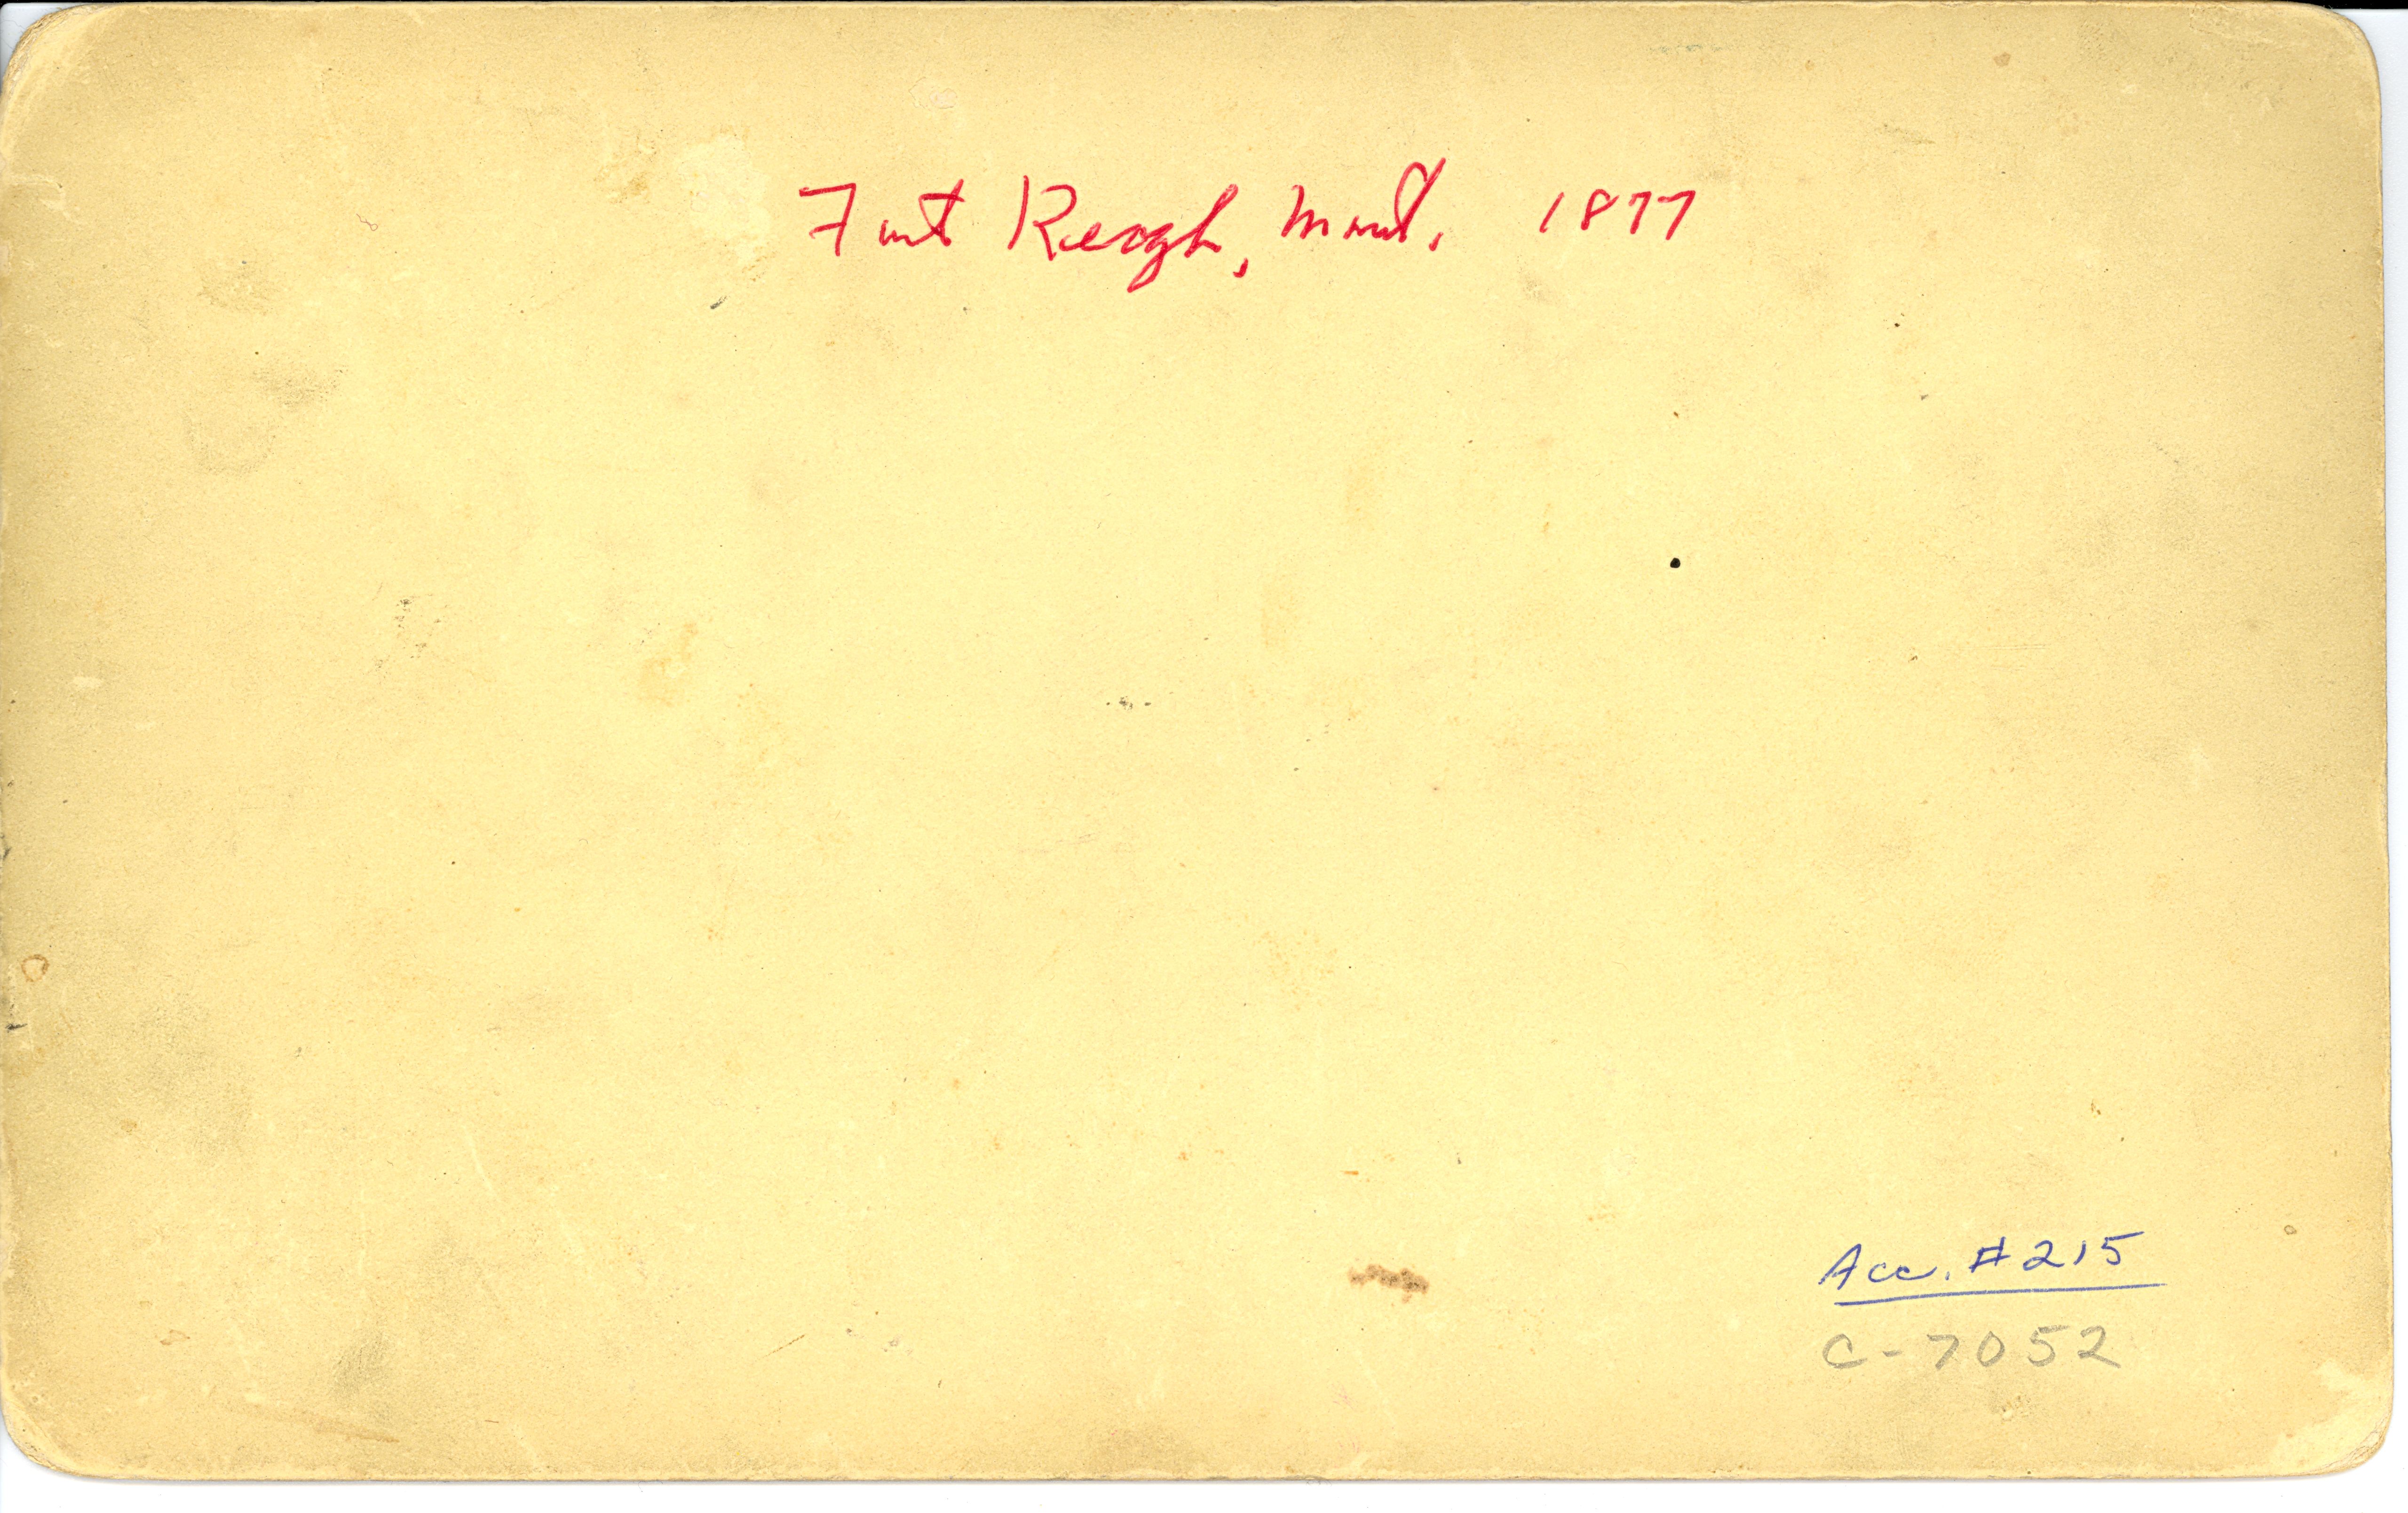 Fort Keogh, Mont. 1877
Acc. #215
C-7052